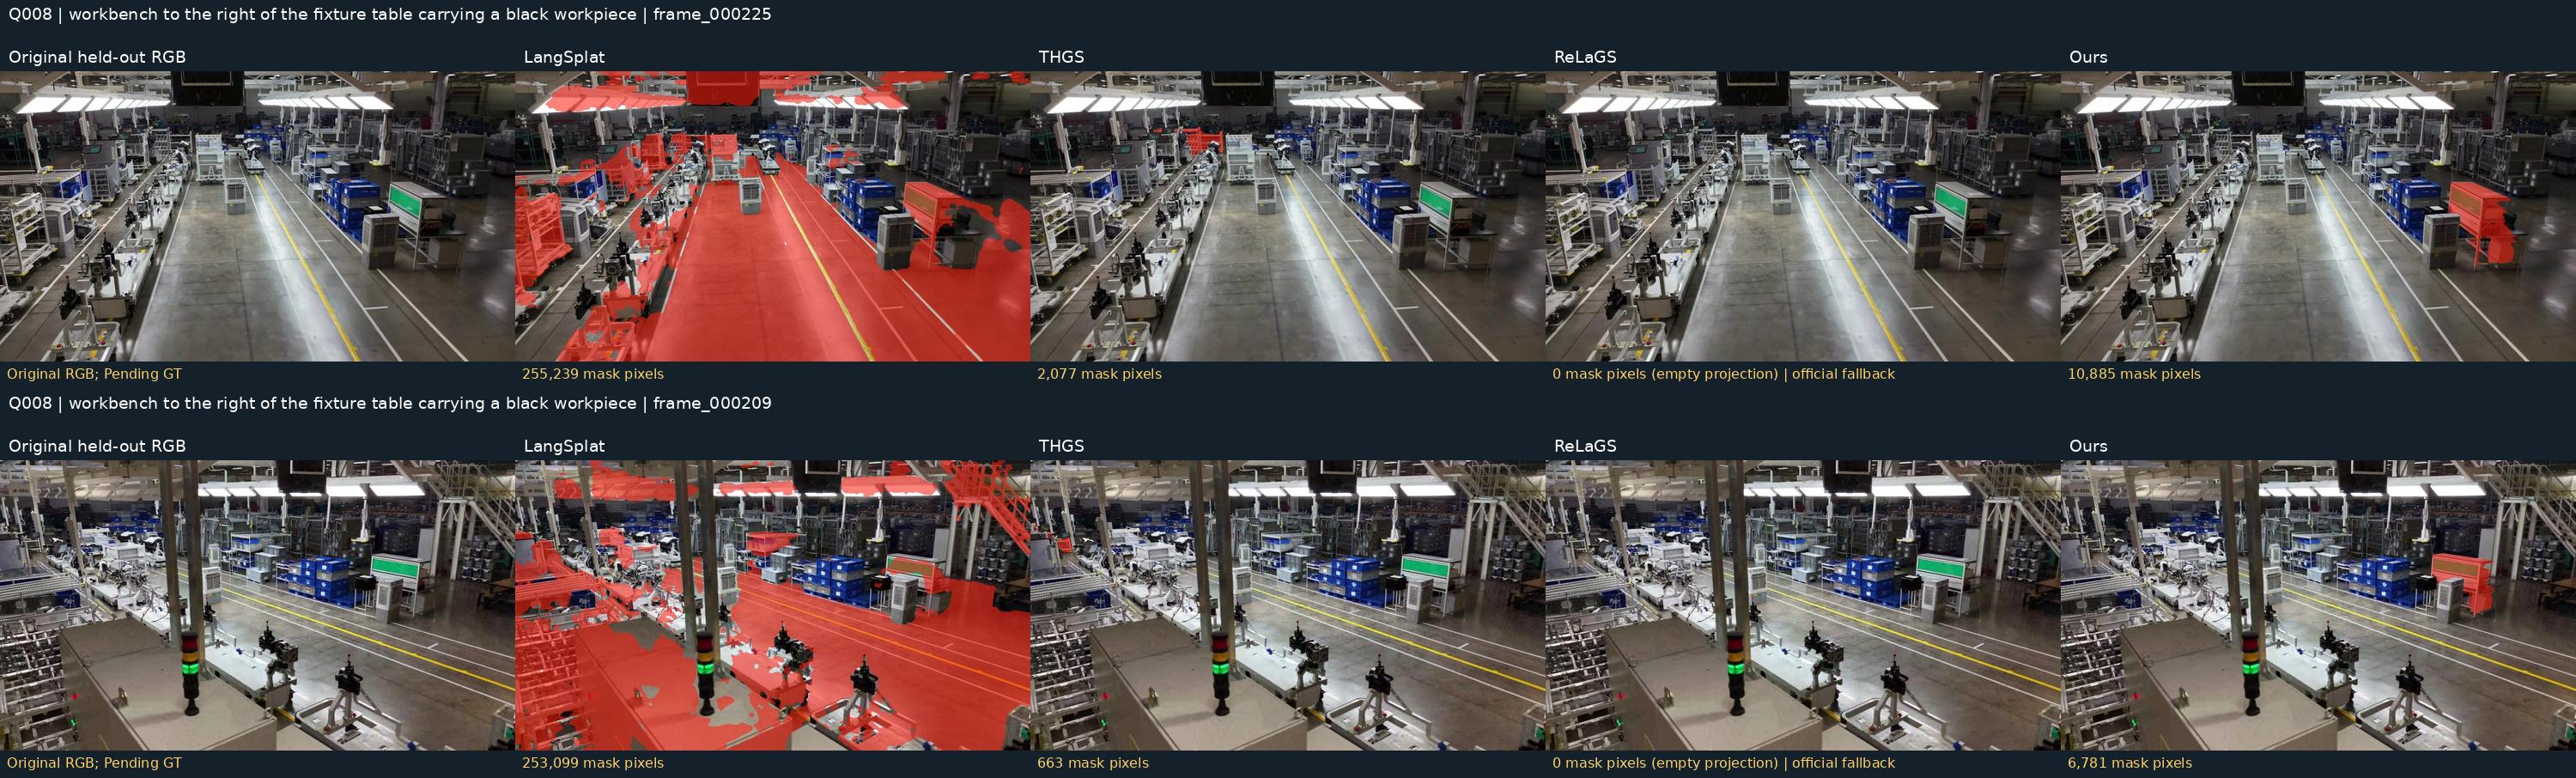 Q008 | workbench to the right of the fixture table carrying a black workpiece | frame_000225
Original held-out RGB
LangSplat
THGS
ReLaGS
Ours
Original RGB; Pending GT
255,239 mask pixels
2,077 mask pixels
0 mask pixels (empty projection) | official fallback
10,885 mask pixels
Q008 | workbench to the right of the fixture table carrying a black workpiece | frame_000209
Original held-out RGB
LangSplat
THGS
ReLaGS
Ours
Original RGB; Pending GT
253,099 mask pixels
663 mask pixels
0 mask pixels (empty projection) | official fallback
6,781 mask pixels